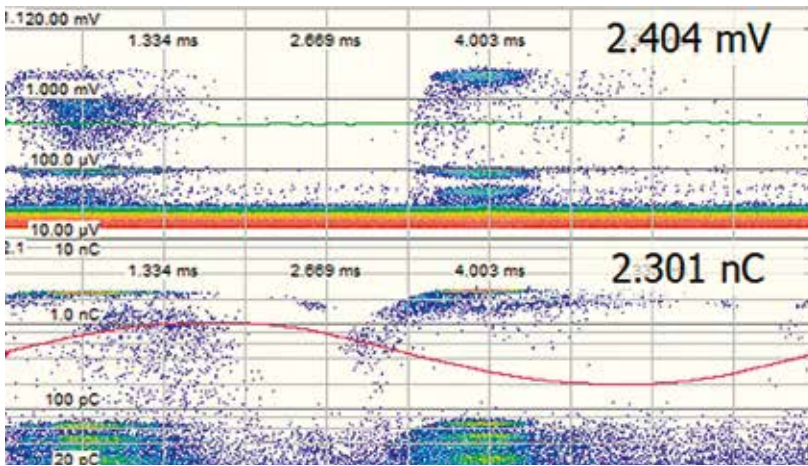 1.120.00 mV
1.334 ms 2.669 ms 4.003 ms 2.404 mV
1.000 mV
100.0 µV
10.00 µV
2.1 10 nC
1.334 ms 2.669 ms 4.003 ms 2.301 nC
1.0 nC
100 pC
20 pC